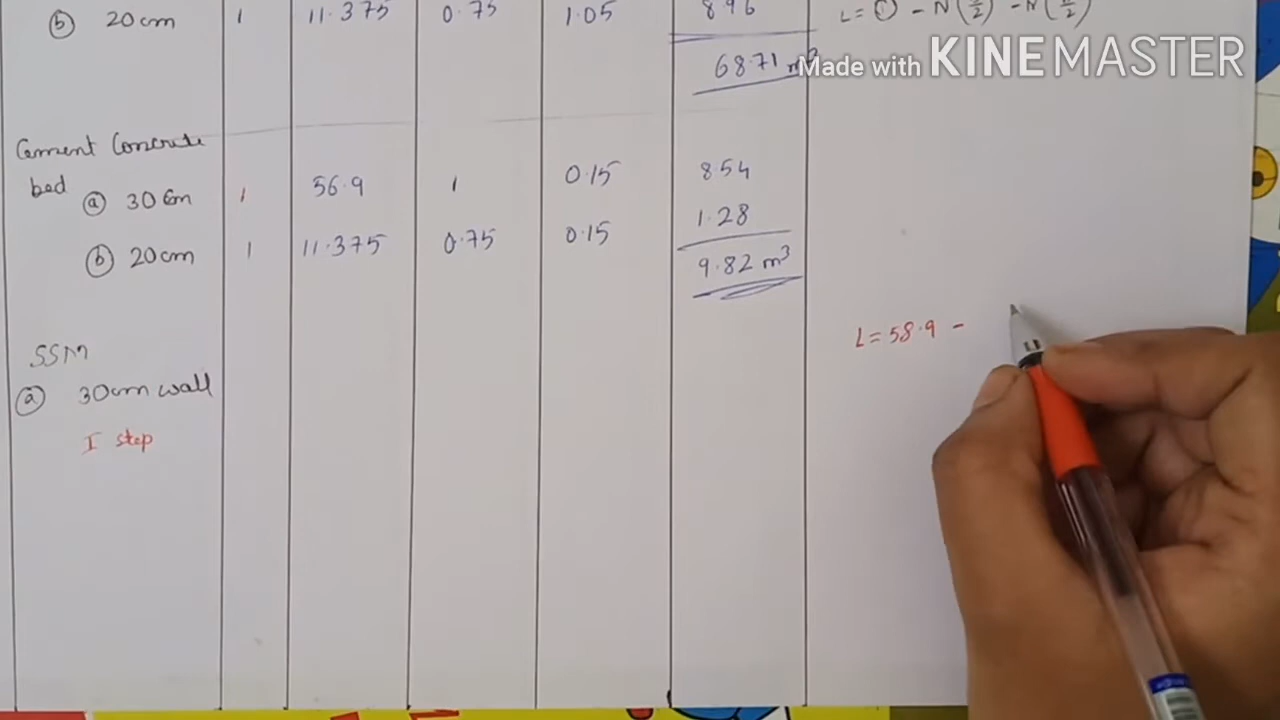 ⓑ 20cm 1 11.375 0.75 1.05 8.96 L = ① - N(
68.71 m³
Made with KINEMASTER
Cement Concrete
bed
ⓐ 30cm 1 56.9 1 0.15 8.54
ⓑ 20cm 1 11.375 0.75 0.15 1.28
9.82 m³
L = 58.9 -
SSM
ⓐ 30cm wall
I step